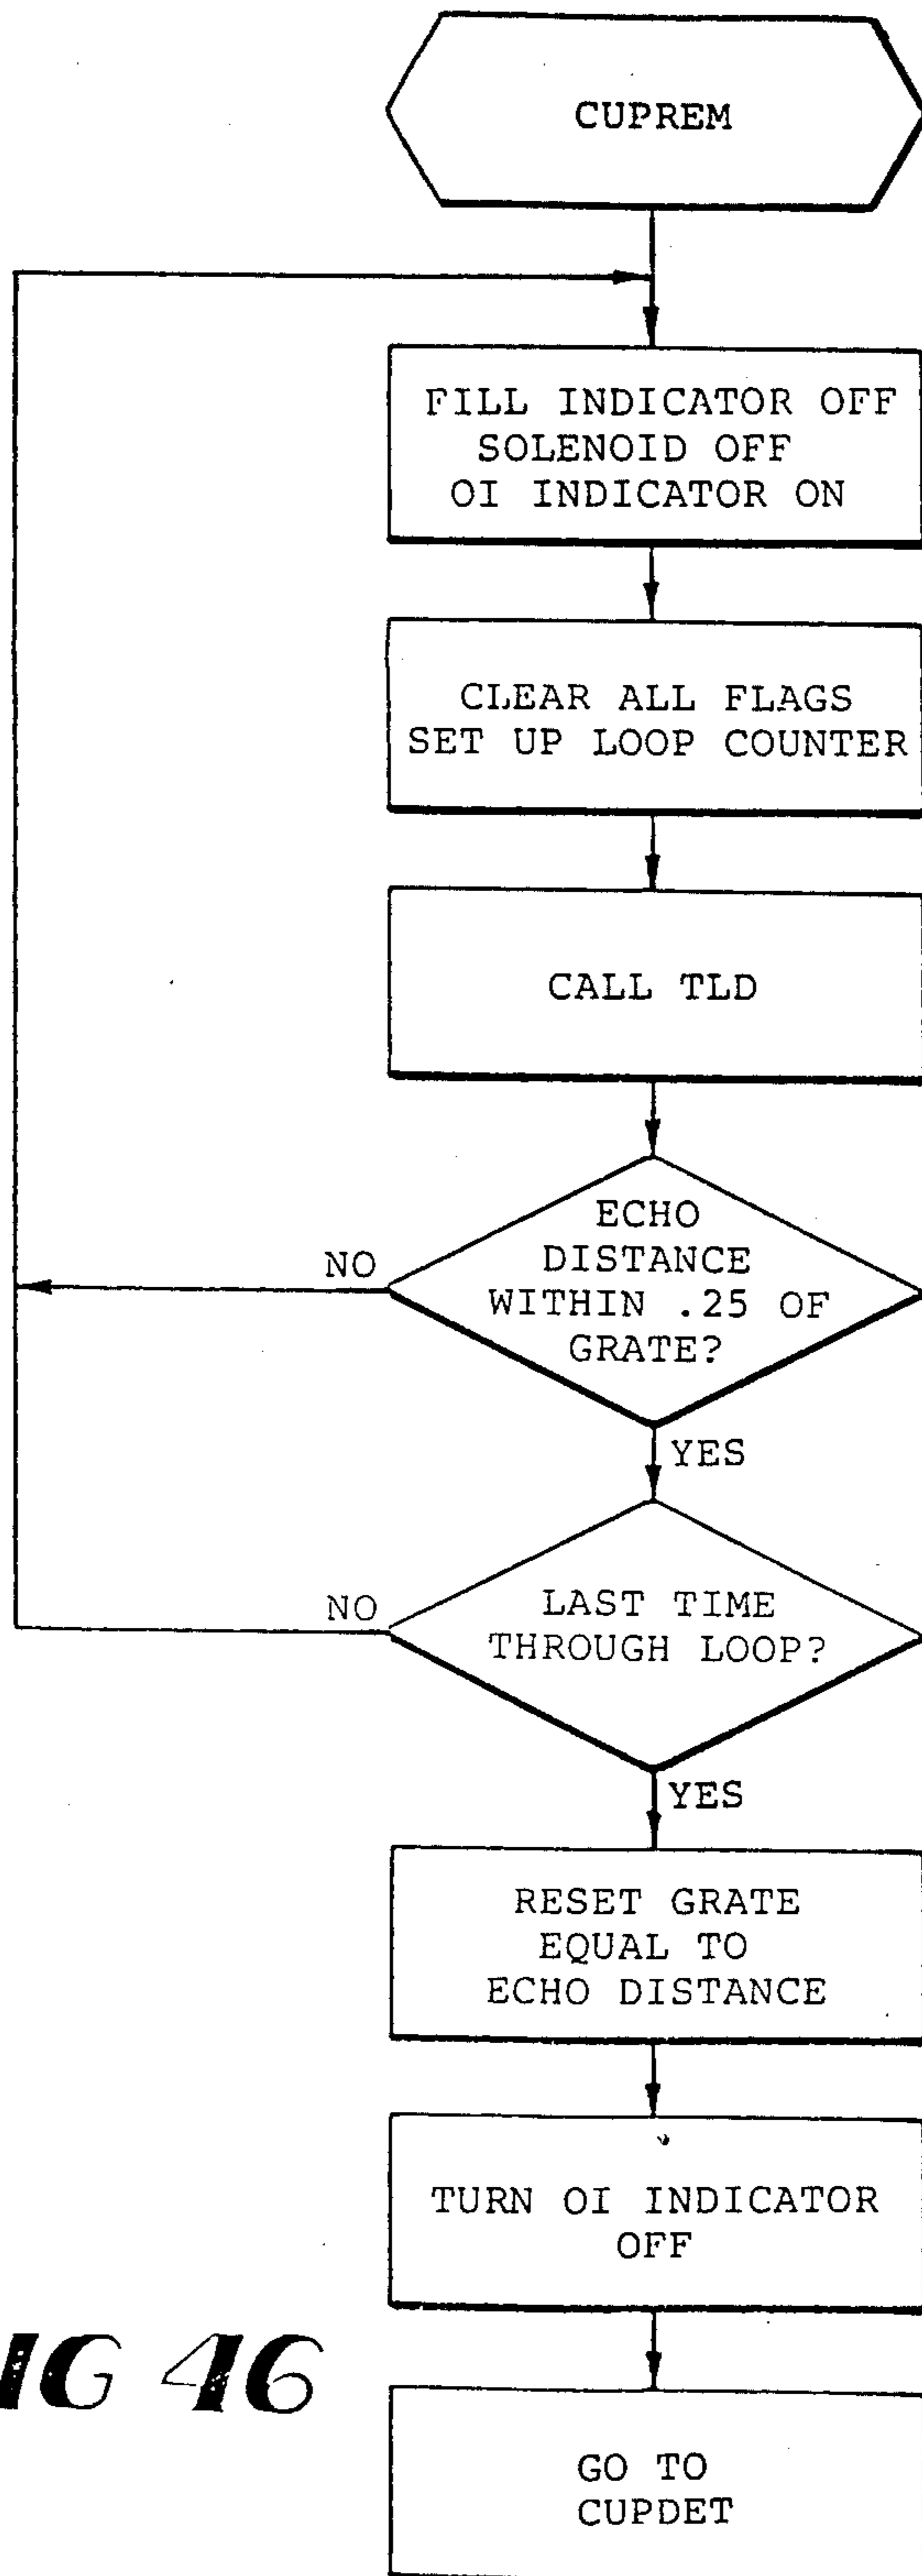 CUPREM
FILL INDICATOR OFF
SOLENOID OFF
OI INDICATOR ON
CLEAR ALL FLAGS
SET UP LOOP COUNTER
CALL TLD
ECHO
DISTANCE
WITHIN .25 OF
GRATE?
NO
YES
LAST TIME
THROUGH LOOP?
NO
YES
RESET GRATE
EQUAL TO
ECHO DISTANCE
TURN OI INDICATOR
OFF
IG 46
GO TO
CUPDET